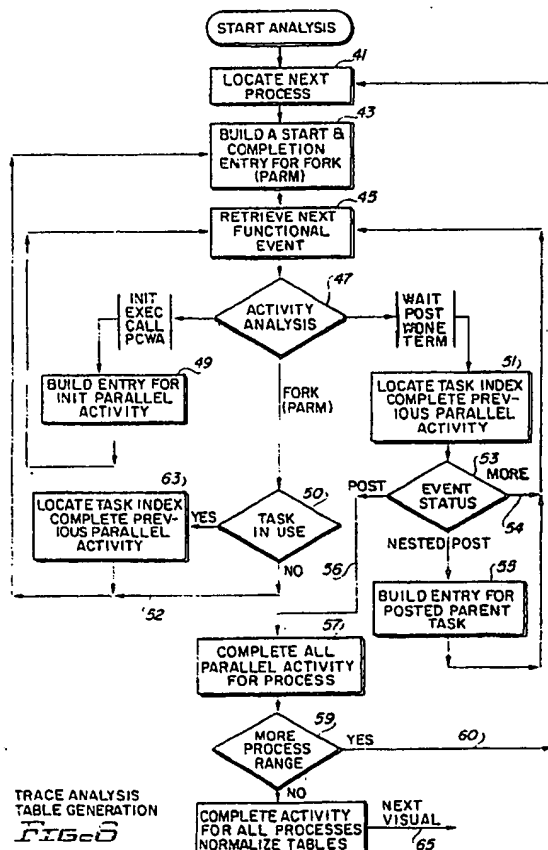 START ANALYSIS
41
LOCATE NEXT
PROCESS
43
BUILD A START &
COMPLETION
ENTRY FOR FORK
(PARM)
45
RETRIEVE NEXT
FUNCTIONAL
EVENT
47
ACTIVITY
ANALYSIS
INIT
EXEC
CALL
PCWA
WAIT
POST
WDNE
TERM
49
BUILD ENTRY FOR
INIT PARALLEL
ACTIVITY
FORK
(PARM)
51
LOCATE TASK INDEX
COMPLETE PREV-
IOUS PARALLEL
ACTIVITY
53
MORE
EVENT
STATUS
POST
54
NESTED POST
63
LOCATE TASK INDEX
COMPLETE PREV-
IOUS PARALLEL
ACTIVITY
YES
50
TASK
IN USE
NO
52
56
55
BUILD ENTRY FOR
POSTED PARENT
TASK
57
COMPLETE ALL
PARALLEL ACTIVITY
FOR PROCESS
59
MORE
PROCESS
RANGE
YES
60
NO
COMPLETE ACTIVITY
FOR ALL PROCESSES
NORMALIZE TABLES
NEXT
VISUAL
65
TRACE ANALYSIS
TABLE GENERATION